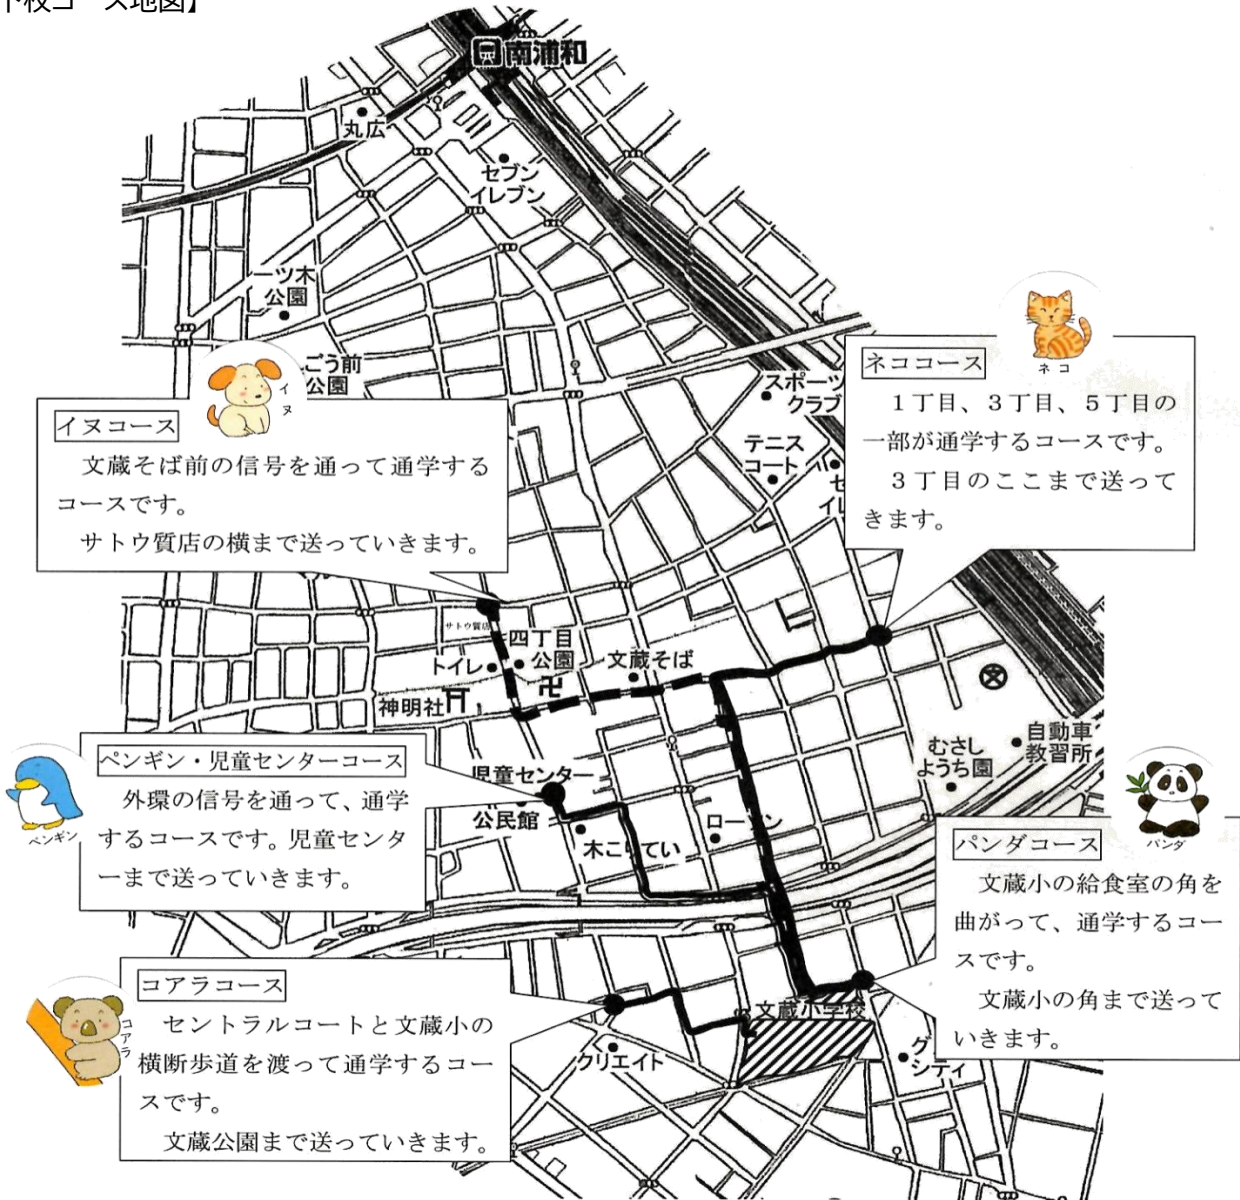 下校コース地図】
南浦和
丸広
セブン
イレブン
一ツ木
公園
ごう前
公園
イヌ
イヌコース
文蔵そば前の信号を通って通学する
コースです。
サトウ質店の横まで送っていきます。
ネコ
ネココース
１丁目、３丁目、５丁目の
一部が通学するコースです。
３丁目のここまで送って
きます。
スポーツ
クラブ
テニス
コート
サトウ質店
四丁目
公園
トイレ
文蔵そば
神明社
自動車
教習所
むさし
ようち園
ペンギン
ペンギン・児童センターコース
外環の信号を通って、通学
するコースです。児童センタ
ーまで送っていきます。
児童センター
公民館
木こりてい
ローソン
パンダ
パンダコース
文蔵小の給食室の角を
曲がって、通学するコー
スです。
文蔵小の角まで送って
いきます。
コアラ
コアラコース
セントラルコートと文蔵小の
横断歩道を渡って通学するコー
スです。
文蔵公園まで送っていきます。
文蔵小学校
クリエイト
シティ